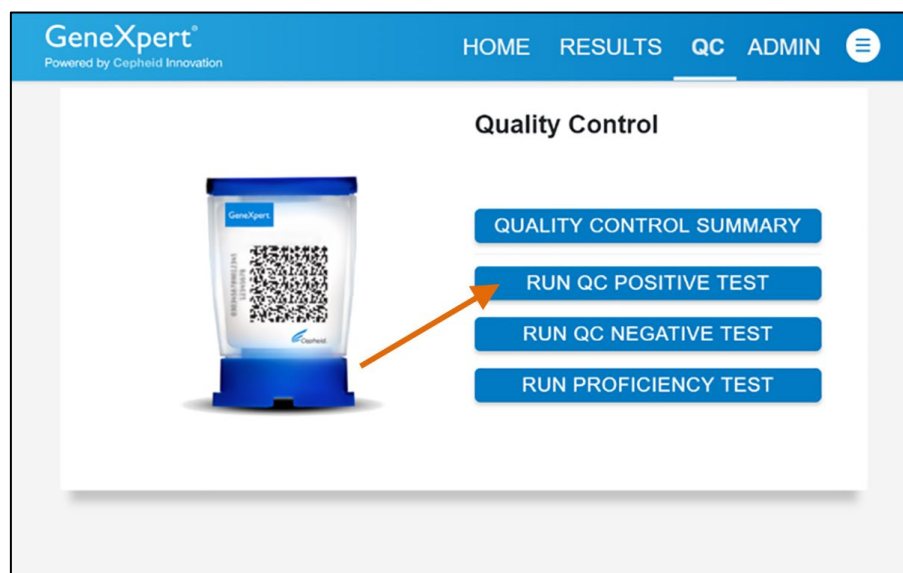 GeneXpert®
Powered by Cepheid Innovation
HOME RESULTS QC ADMIN
Quality Control
GeneXpert.
Cepheid.
QUALITY CONTROL SUMMARY
RUN QC POSITIVE TEST
RUN QC NEGATIVE TEST
RUN PROFICIENCY TEST